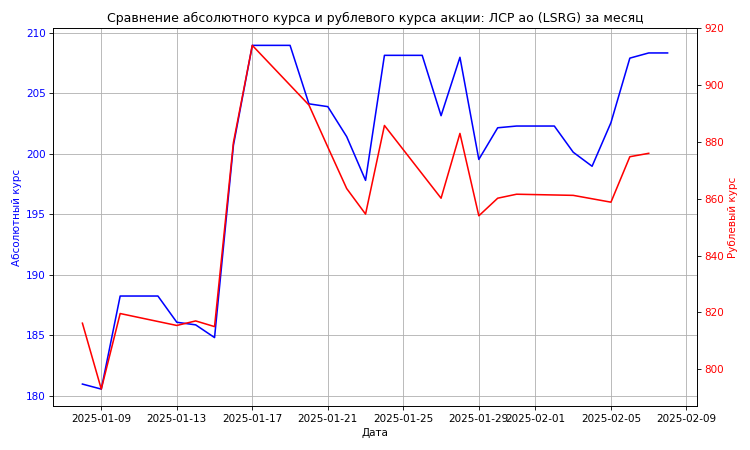 Сравнение абсолютного курса и рублевого курса акции: ЛСР ао (LSRG) за месяц
210
205
200
195
190
185
180
Абсолютный курс
920
900
880
860
840
820
800
Рублевый курс
2025-01-09 2025-01-13 2025-01-17 2025-01-21 2025-01-25 2025-01-29 2025-02-01 2025-02-05 2025-02-09
Дата